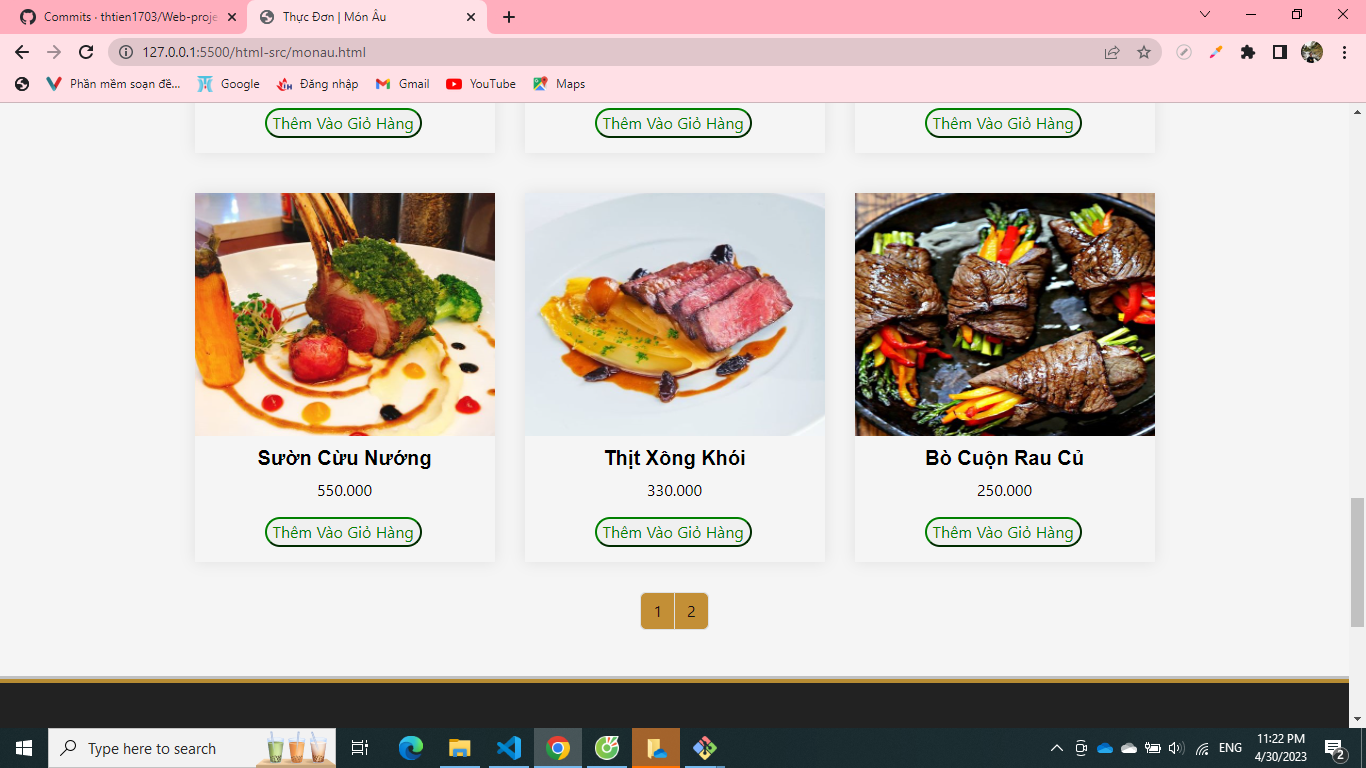 Commits · thtien1703/Web-proje
Thực Đơn | Món Âu
127.0.0.1:5500/html-src/monau.html
Phần mềm soạn đề...
Google
Đăng nhập
Gmail
YouTube
Maps
Thêm Vào Giỏ Hàng
Thêm Vào Giỏ Hàng
Thêm Vào Giỏ Hàng
Sườn Cừu Nướng
550.000
Thêm Vào Giỏ Hàng
Thịt Xông Khói
330.000
Thêm Vào Giỏ Hàng
Bò Cuộn Rau Củ
250.000
Thêm Vào Giỏ Hàng
1 2
Type here to search
ENG
11:22 PM
4/30/2023
2